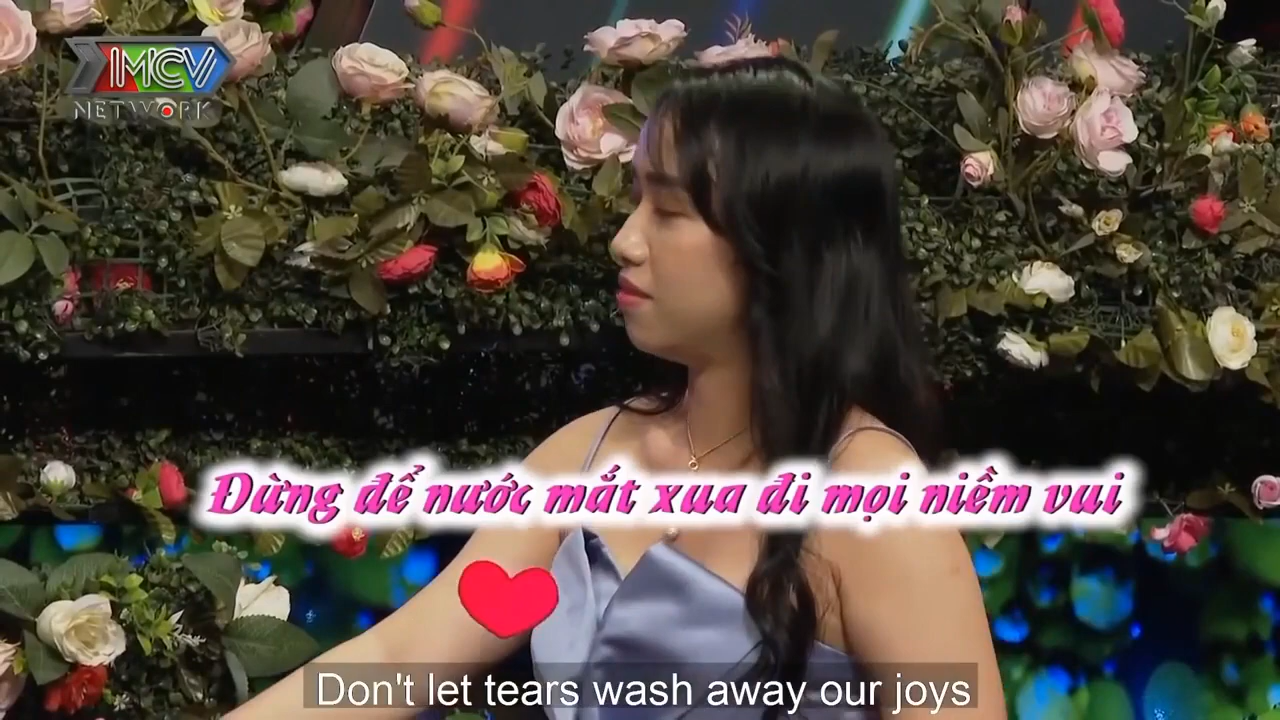 MCV
NETWORK
Đừng để nước mắt xua đi mọi niềm vui
Don't let tears wash away our joys